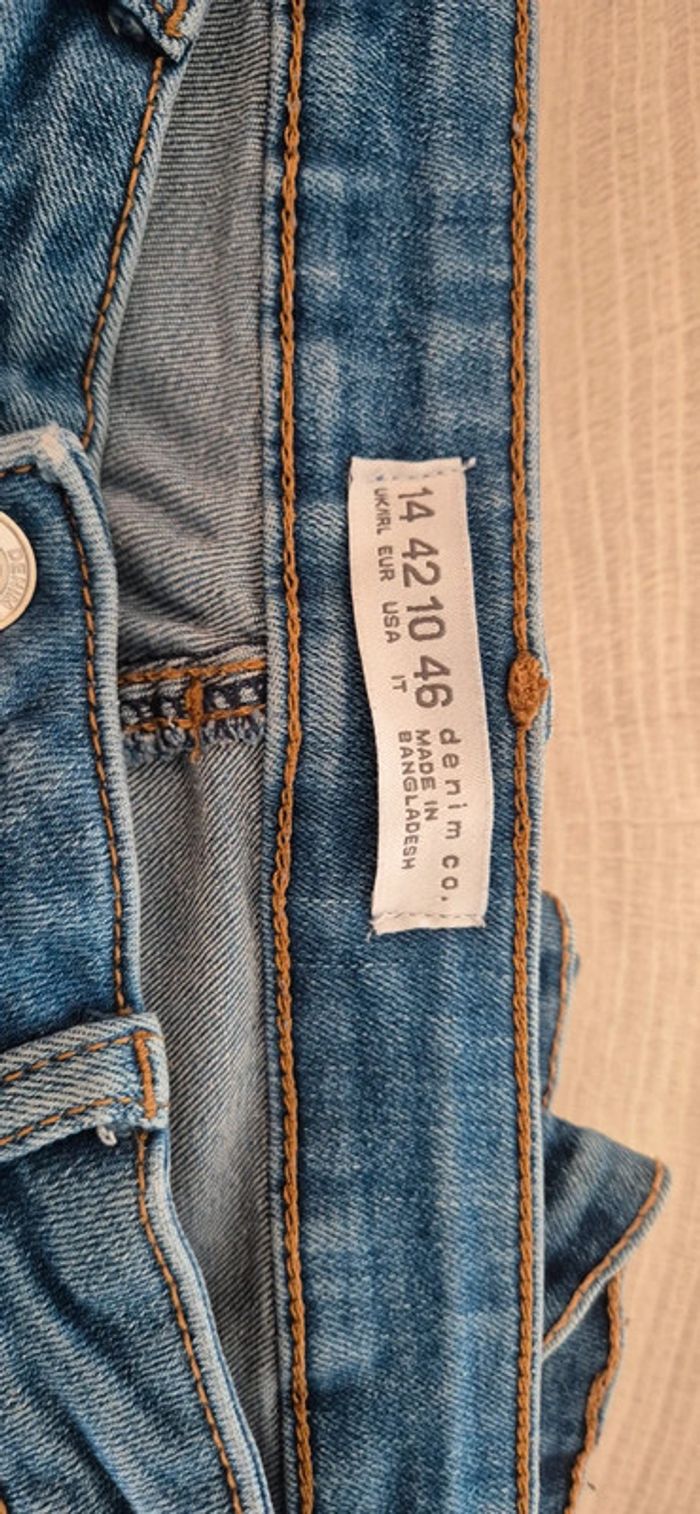 14 42 10 46
UK/IRL EUR USA IT
denim co.
MADE IN
BANGLADESH